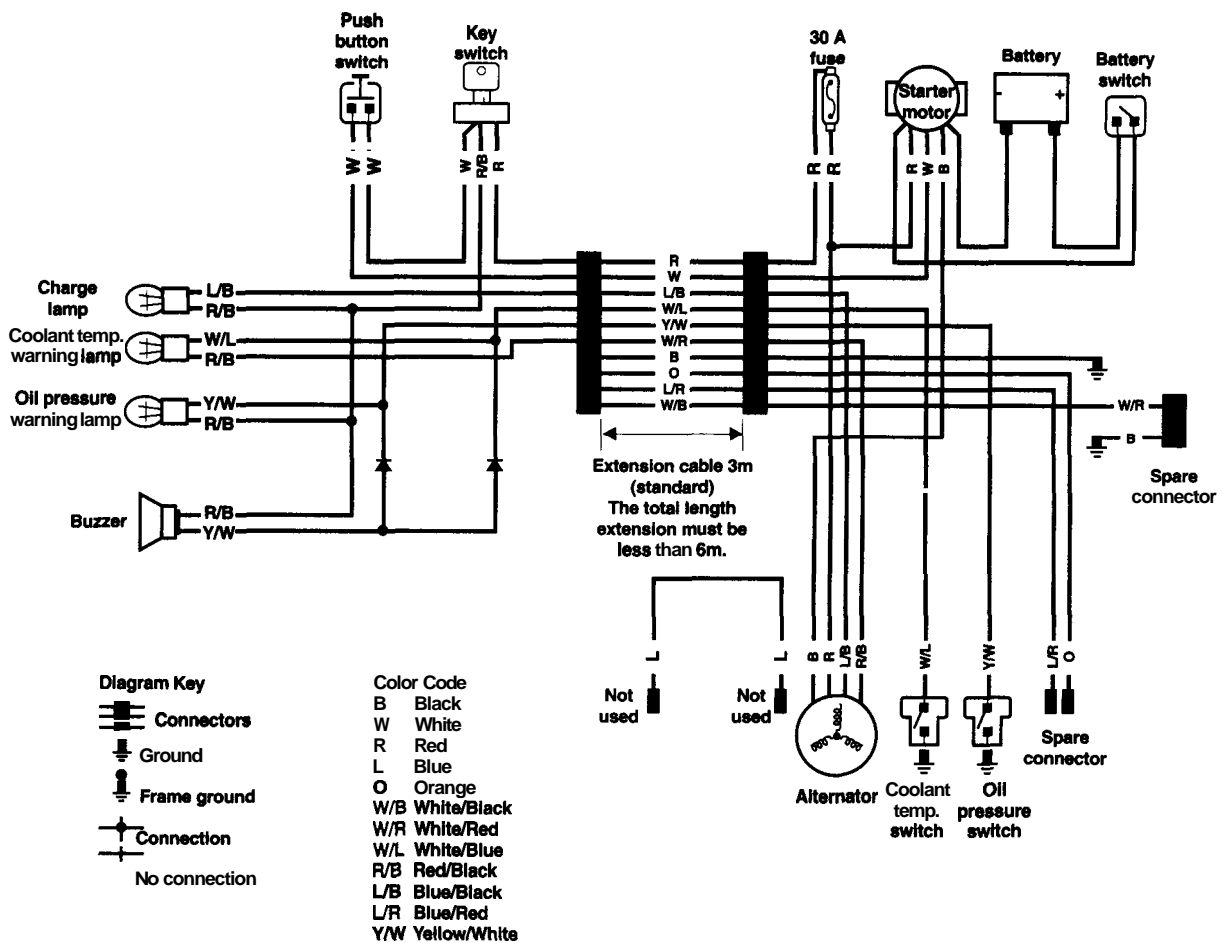 Push
button
switch
Key
switch
30 A
fuse
Starter
motor
Battery
- +
Battery
switch
W W
W R/B R
R R
R W B
R
W
L/B
W/L
Y/W
W/R
B
O
L/R
W/B
Charge
lamp
L/B
R/B
Coolant temp.
warning lamp
W/L
R/B
Oil pressure
warning lamp
Y/W
R/B
Buzzer
R/B
Y/W
W/R
B
Spare
connector
Extension cable 3m
(standard)
The total length
extension must be
less than 6m.
L
L
B R L/B R/B
W/L
Y/W
L/R O
Not
used
Not
used
Alternator
Coolant
temp.
switch
Oil
pressure
switch
Spare
connector
Diagram Key
Connectors
Ground
Frame ground
Connection
No connection
Color Code
B Black
W White
R Red
L Blue
O Orange
W/B White/Black
W/R White/Red
W/L White/Blue
R/B Red/Black
L/B Blue/Black
L/R Blue/Red
Y/W Yellow/White